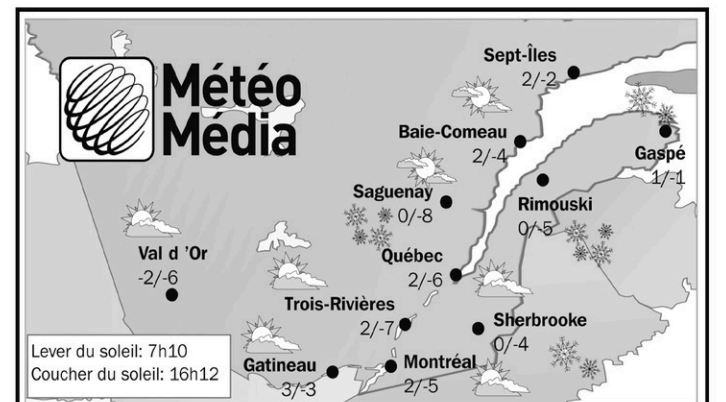 Météo
Média
Sept-Îles
2/-2
Baie-Comeau
2/-4
Gaspé
1/-1
Saguenay
0/-8
Rimouski
0/-5
Val d 'Or
-2/-6
Québec
2/-6
Trois-Rivières
2/-7
Sherbrooke
0/-4
Gatineau
3/-3
Montréal
2/-5
Lever du soleil: 7h10
Coucher du soleil: 16h12